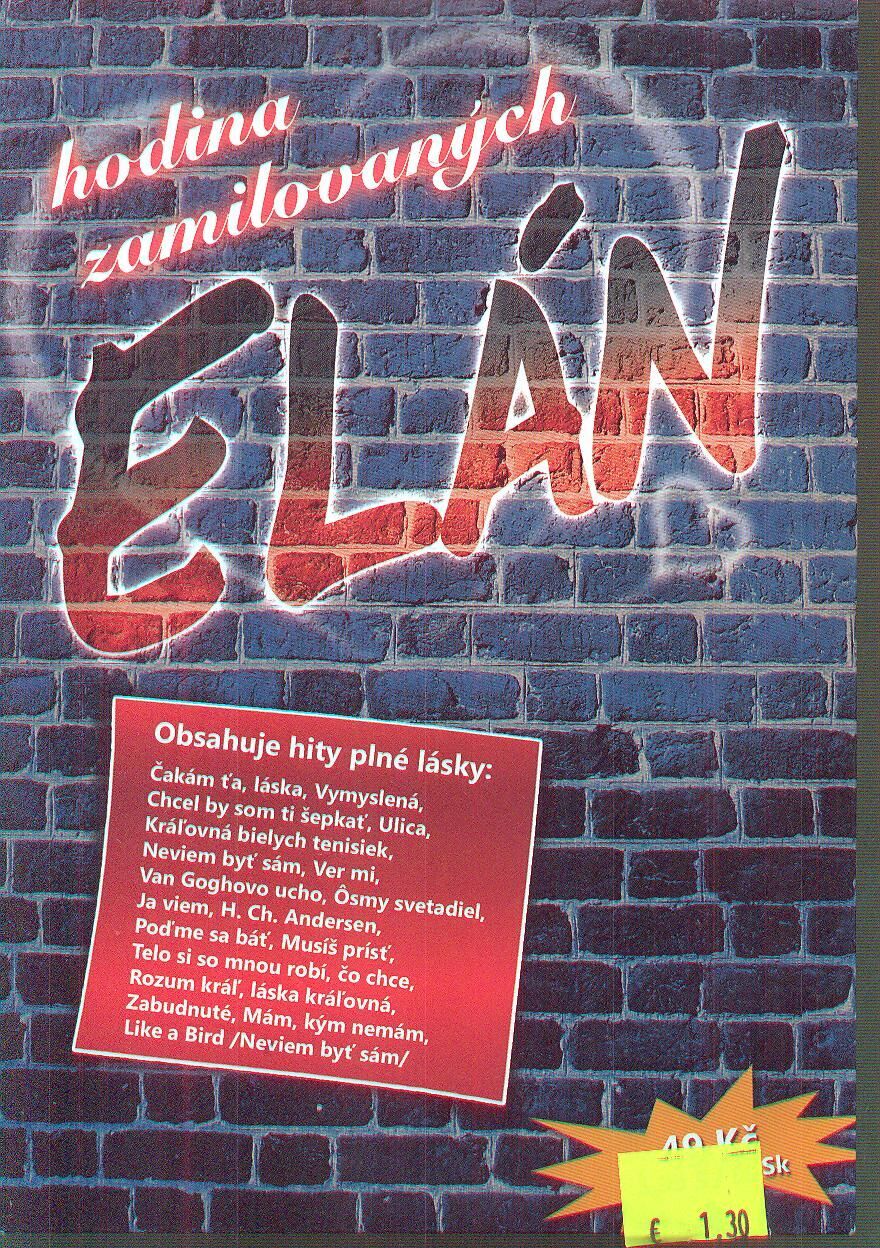 hodina
zamilovaných
ELÁN
Obsahuje hity plné lásky:
Čakám ťa, láska, Vymyslená,
Chcel by som ti šepkať, Ulica,
Kráľovná bielych tenisiek,
Neviem byť sám, Ver mi,
Van Goghovo ucho, Ôsmy svetadiel,
Ja viem, H. Ch. Andersen,
Poďme sa báť, Musíš prísť,
Telo si so mnou robí, čo chce,
Rozum kráľ, láska kráľovná,
Zabudnuté, Mám, kým nemám,
Like a Bird /Neviem byť sám/
49 Kč
Sk
€ 1.30